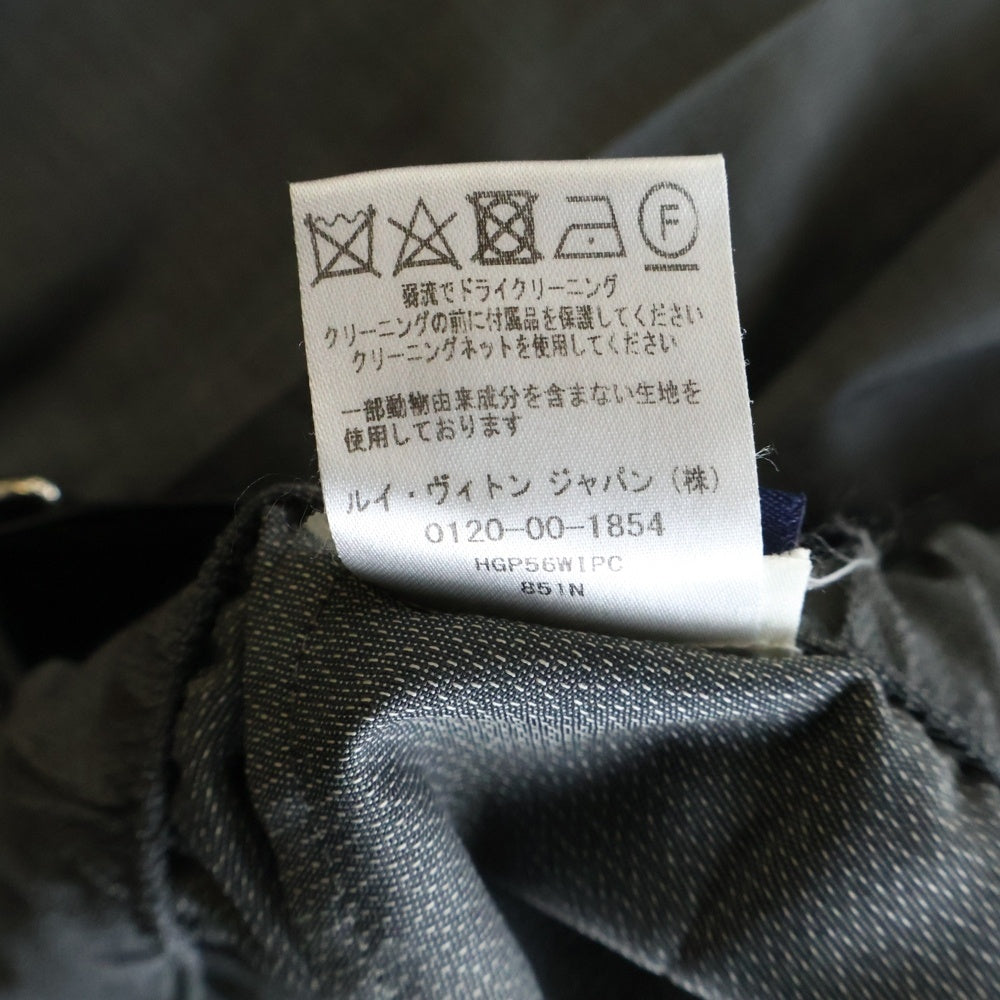 F
弱流でドライクリーニング
クリーニングの前に付属品を保護してください
クリーニングネットを使用してください
一部動物由来成分を含まない生地を
使用しております
ルイ・ヴィトン ジャパン (株)
0120-00-1854
HGP56WIPC
851N